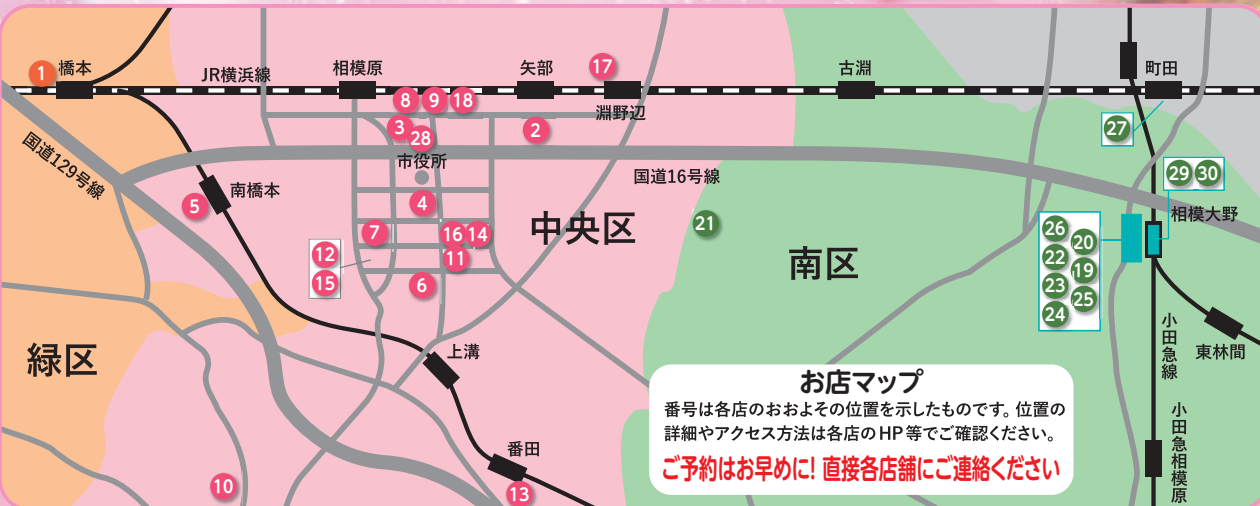 1
橋本
JR横浜線
相模原
矢部
17
淵野辺
古淵
町田
8
9
18
3
28
2
市役所
27
国道129号線
国道16号線
29
30
5
南橋本
4
中央区
21
南区
相模大野
7
16
14
11
12
15
6
26
20
22
19
23
25
24
緑区
上溝
小田急線
東林間
番田
10
13
小田急相模原
お店マップ
番号は各店のおおよその位置を示したものです。位置の
詳細やアクセス方法は各店のHP等でご確認ください。
ご予約はお早めに!直接各店舗にご連絡ください